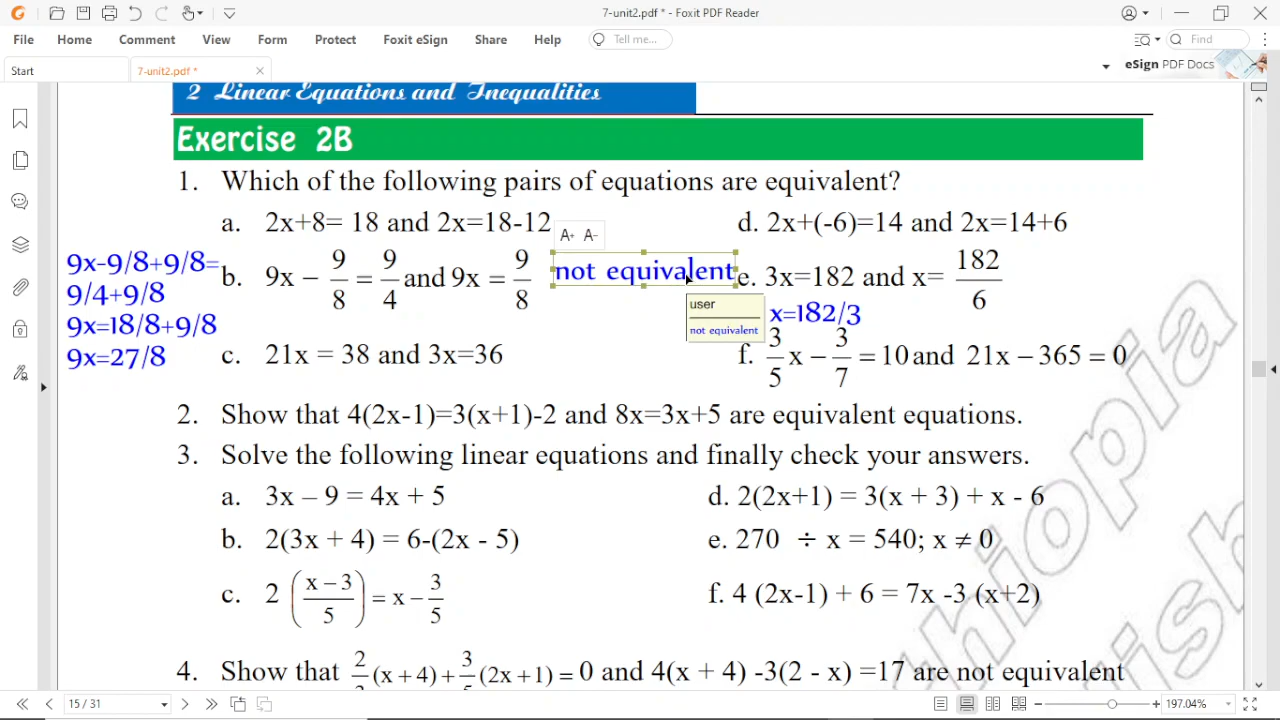 7-unit2.pdf * - Foxit PDF Reader
File Home Comment View Form Protect Foxit eSign Share Help Tell me... Find
Start 7-unit2.pdf * eSign PDF Docs
2 Linear Equations and Inequalities
Exercise 2B
1. Which of the following pairs of equations are equivalent?
a. 2x+8= 18 and 2x=18-12
d. 2x+(-6)=14 and 2x=14+6
A+ A-
9x-9/8+9/8=
9/4+9/8
9x=18/8+9/8
9x=27/8
b. 9x − 9/8 = 9/4 and 9x = 9/8
not equivalent
e. 3x=182 and x= 182/6
user
not equivalent
x=182/3
c. 21x = 38 and 3x=36
f. 3/5 x − 3/7 = 10 and 21x − 365 = 0
2. Show that 4(2x-1)=3(x+1)-2 and 8x=3x+5 are equivalent equations.
3. Solve the following linear equations and finally check your answers.
a. 3x – 9 = 4x + 5
d. 2(2x+1) = 3(x + 3) + x - 6
b. 2(3x + 4) = 6-(2x - 5)
e. 270 ÷ x = 540; x ≠ 0
c. 2 (x − 3/5) = x − 3/5
f. 4 (2x-1) + 6 = 7x -3 (x+2)
4. Show that (x + 4) + (2x + 1) = 0 and 4(x + 4) -3(2 - x) =17 are not equivalent
thiopia
15 / 31
197.04%